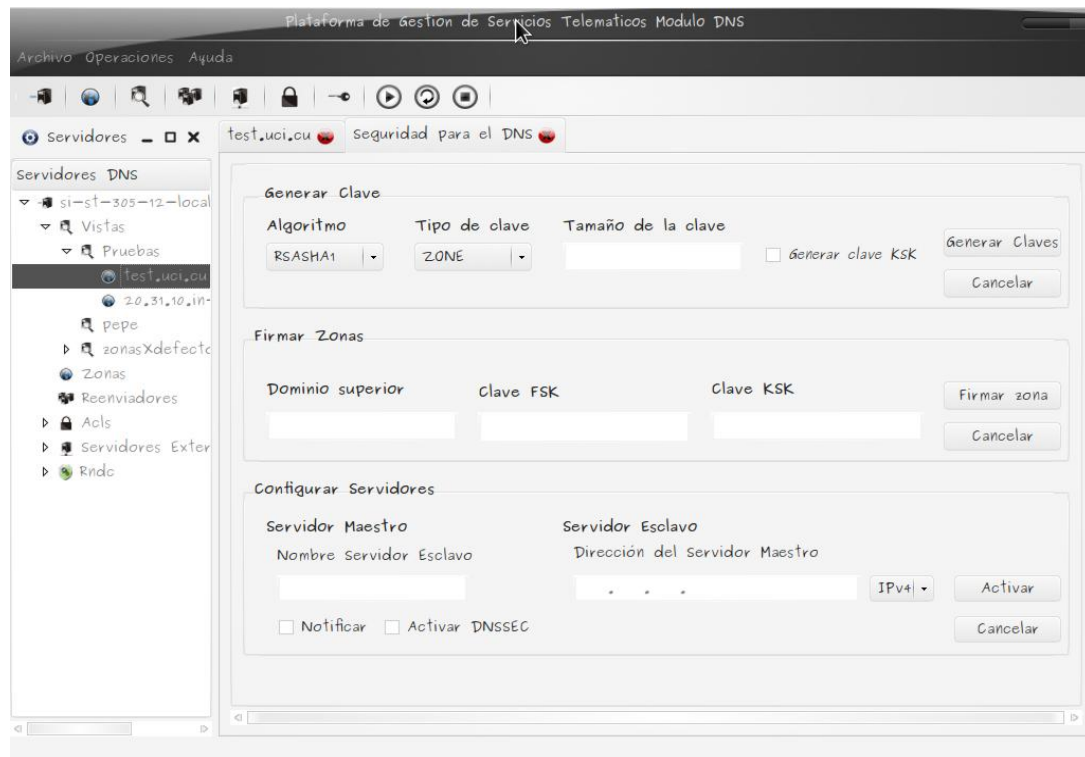 Plataforma de Gestion de Servicios Telematicos Modulo DNS
Archivo Operaciones Ayuda
Servidores
test.uci.cu
Seguridad para el DNS
Servidores DNS
si-st-305-12-local
Vistas
Pruebas
test.uci.cu
20.31.10.in-
pepe
zonasXdefecto
Zonas
Reenviadores
Acls
Servidores Exter
Rndc
Generar Clave
Algoritmo Tipo de clave Tamaño de la clave
RSASHA1 ZONE Generar clave KSK Generar Claves
Cancelar
Firmar Zonas
Dominio superior Clave FSK Clave KSK
Firmar zona
Cancelar
Configurar Servidores
Servidor Maestro Servidor Esclavo
Nombre Servidor Esclavo Dirección del Servidor Maestro
. . . IPv4 Activar
Notificar Activar DNSSEC Cancelar